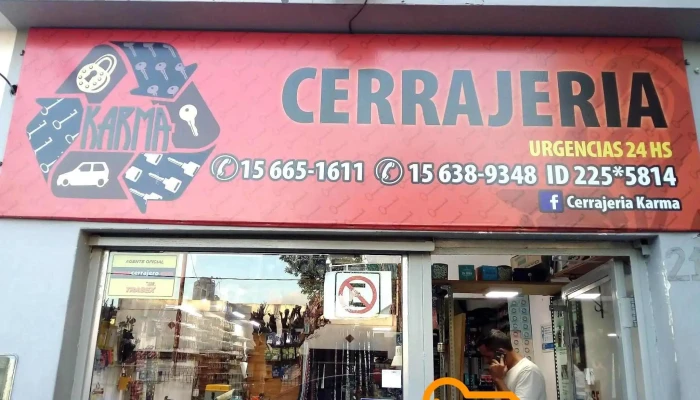 KARMA
CERRAJERIA
URGENCIAS 24 HS
15 665-1611 15 638-9348 ID 225*5814
f Cerrajeria Karma
E